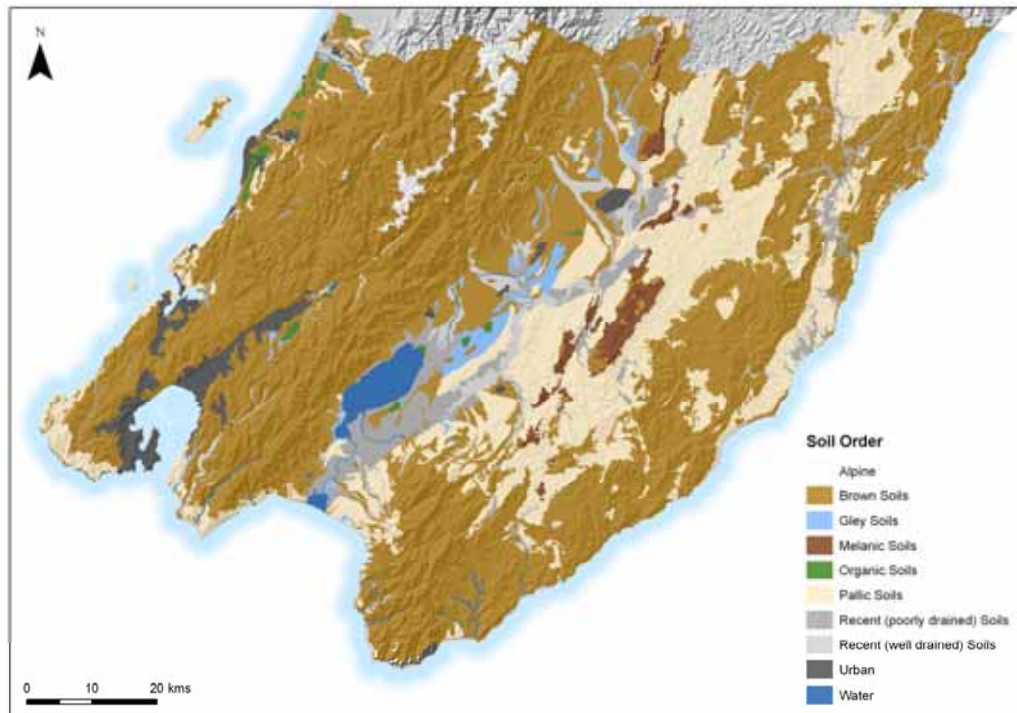 N
Soil Order
Alpine
Brown Soils
Gley Soils
Melanic Soils
Organic Soils
Pallic Soils
Recent (poorly drained) Soils
Recent (well drained) Soils
Urban
Water
0 10 20 kms